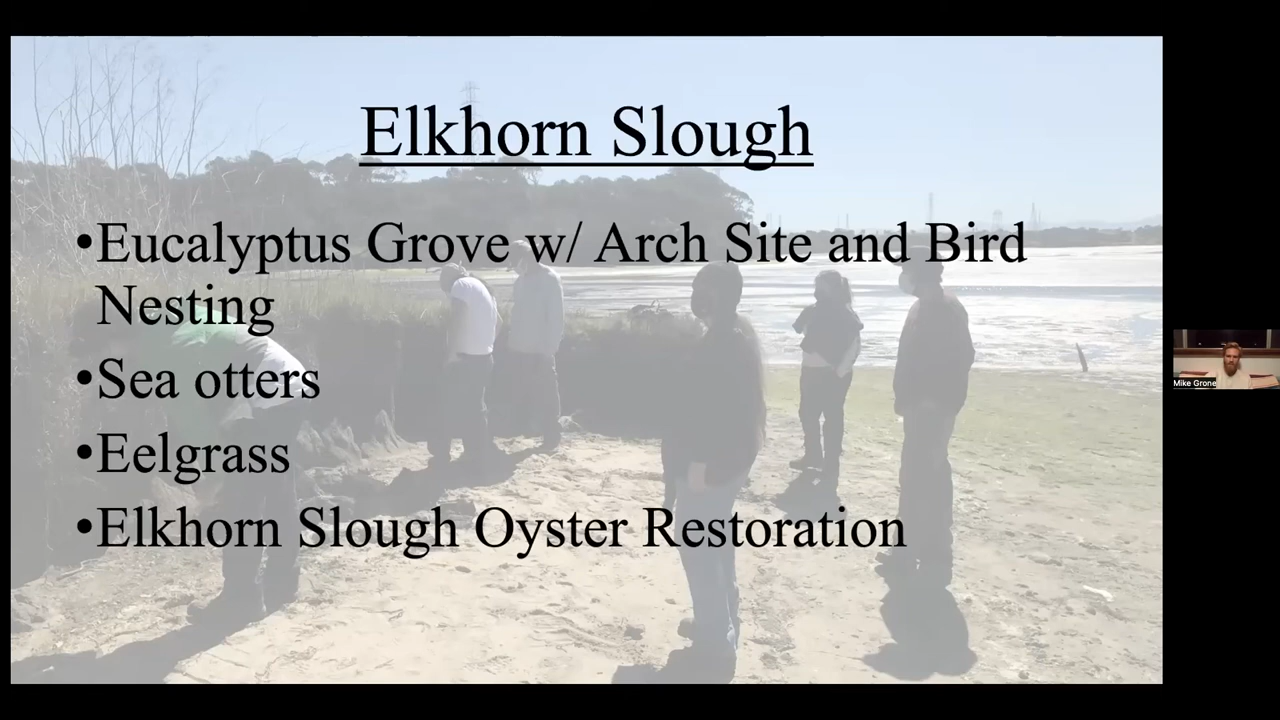 Elkhorn Slough
•Eucalyptus Grove w/ Arch Site and Bird
Nesting
•Sea otters
•Eelgrass
•Elkhorn Slough Oyster Restoration
Mike Grone